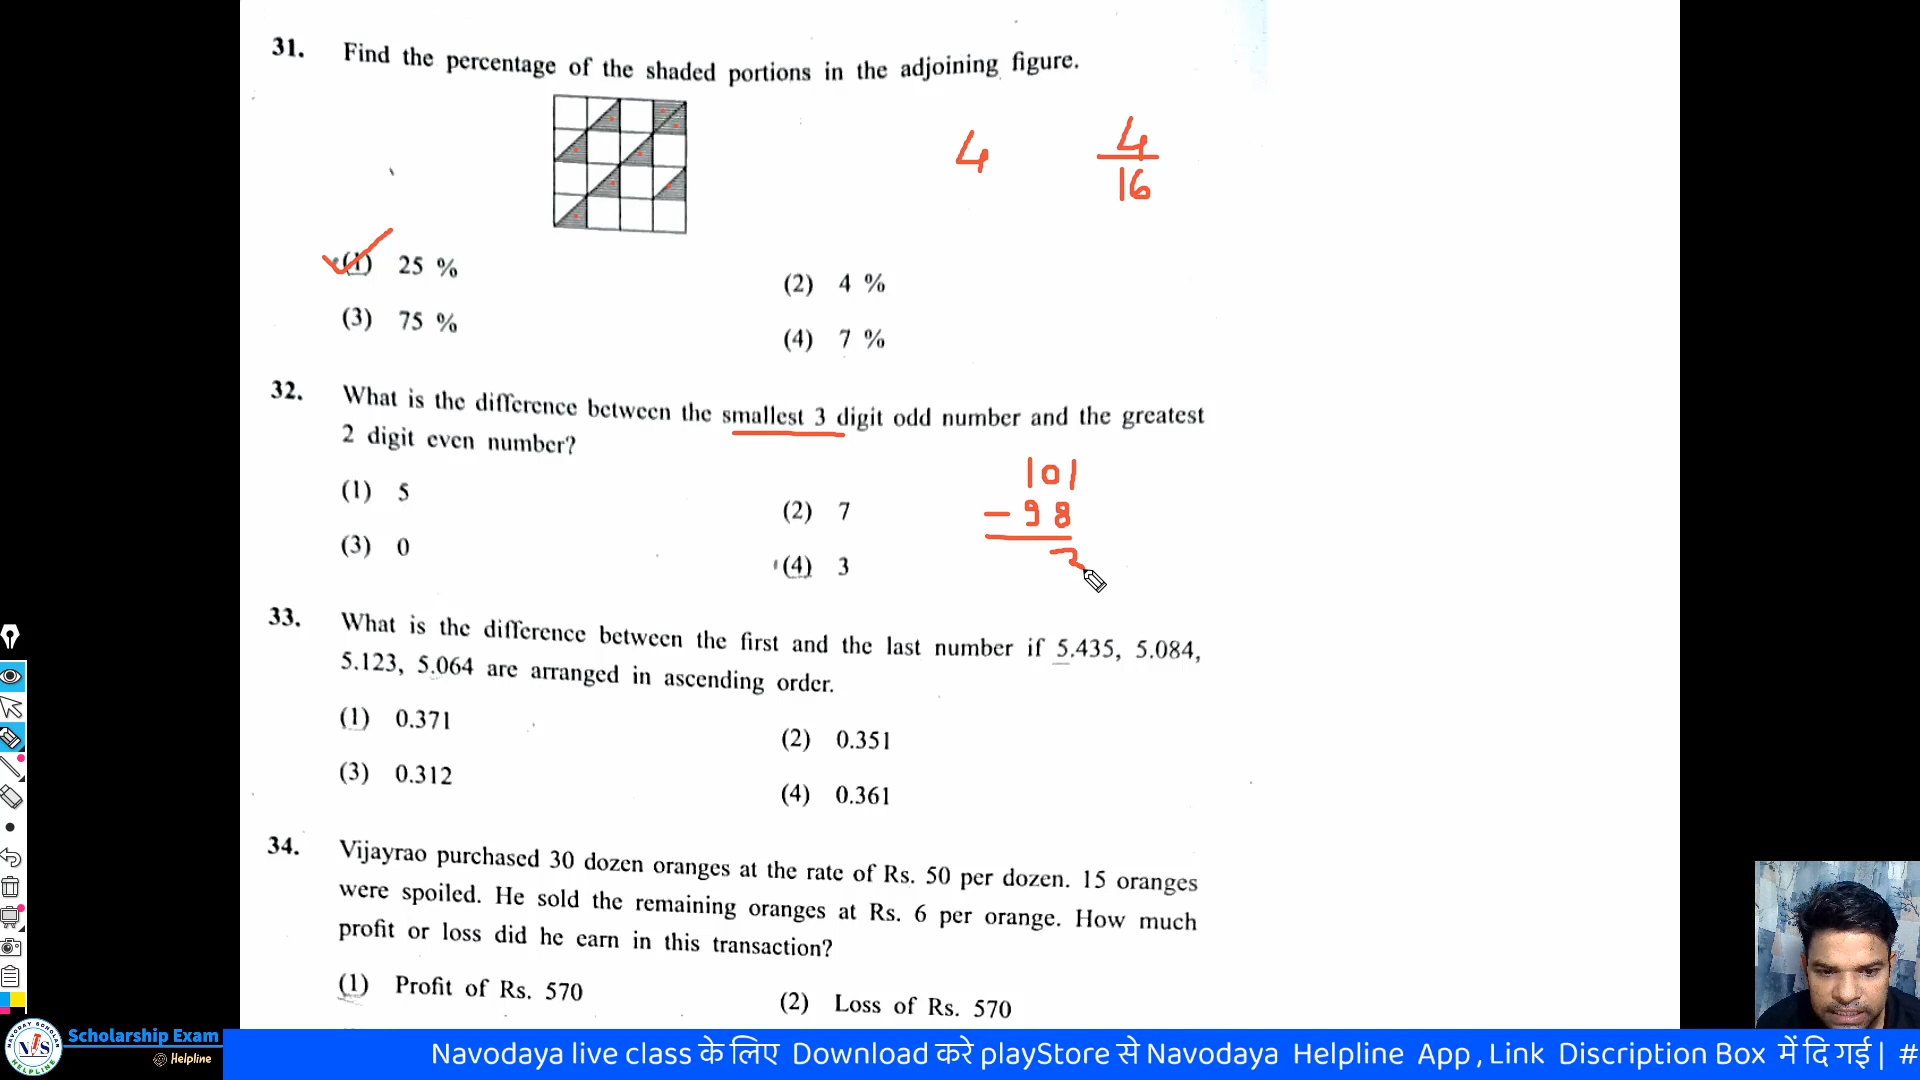 31. Find the percentage of the shaded portions in the adjoining figure.
4
4
16
(1) 25 %
(2) 4 %
(3) 75 %
(4) 7 %
32. What is the difference between the smallest 3 digit odd number and the greatest
2 digit even number?
101
- 98
(1) 5
(2) 7
(3) 0
(4) 3
33. What is the difference between the first and the last number if 5.435, 5.084,
5.123, 5.064 are arranged in ascending order.
(1) 0.371
(2) 0.351
(3) 0.312
(4) 0.361
34. Vijayrao purchased 30 dozen oranges at the rate of Rs. 50 per dozen. 15 oranges
were spoiled. He sold the remaining oranges at Rs. 6 per orange. How much
profit or loss did he earn in this transaction?
(1) Profit of Rs. 570
(2) Loss of Rs. 570
Scholarship Exam
Helpline
Navodaya live class के लिए Download करे playStore से Navodaya Helpline App , Link Discription Box में दि गई | #